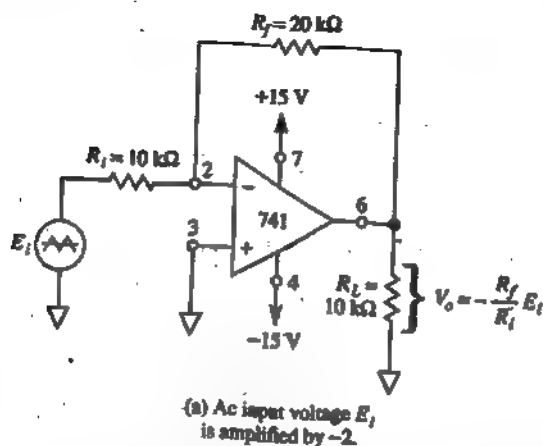 R_f = 20 kΩ
+15 V
R_i = 10 kΩ
2
7
−
741
6
3
+
E_i
4
−15 V
R_L =
10 kΩ
V_o = −\frac{R_f}{R_i} E_i
(a) Ac input voltage E_i
is amplified by −2.